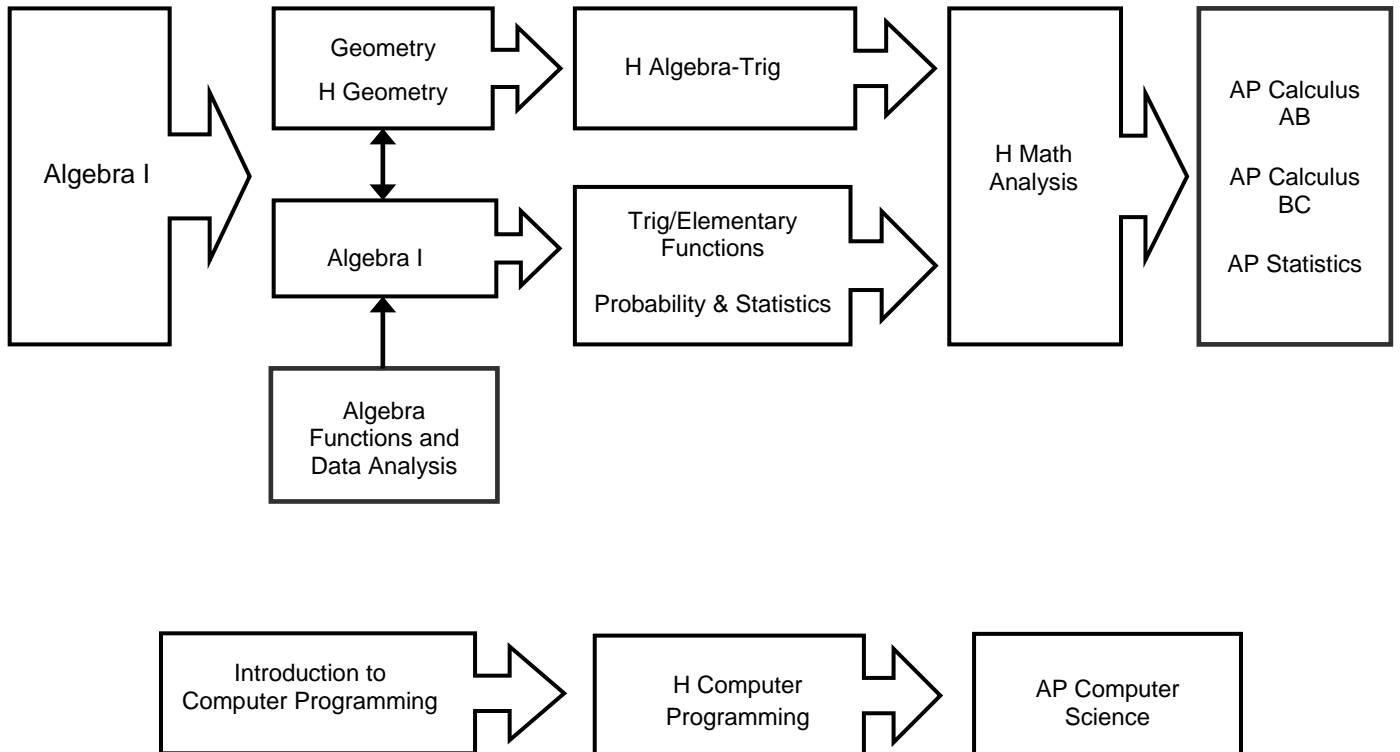 Algebra I
Geometry
H Geometry
H Algebra-Trig
H Math
Analysis
AP Calculus
AB
AP Calculus
BC
AP Statistics
Algebra I
Trig/Elementary
Functions
Probability & Statistics
Algebra
Functions and
Data Analysis
Introduction to
Computer Programming
H Computer
Programming
AP Computer
Science